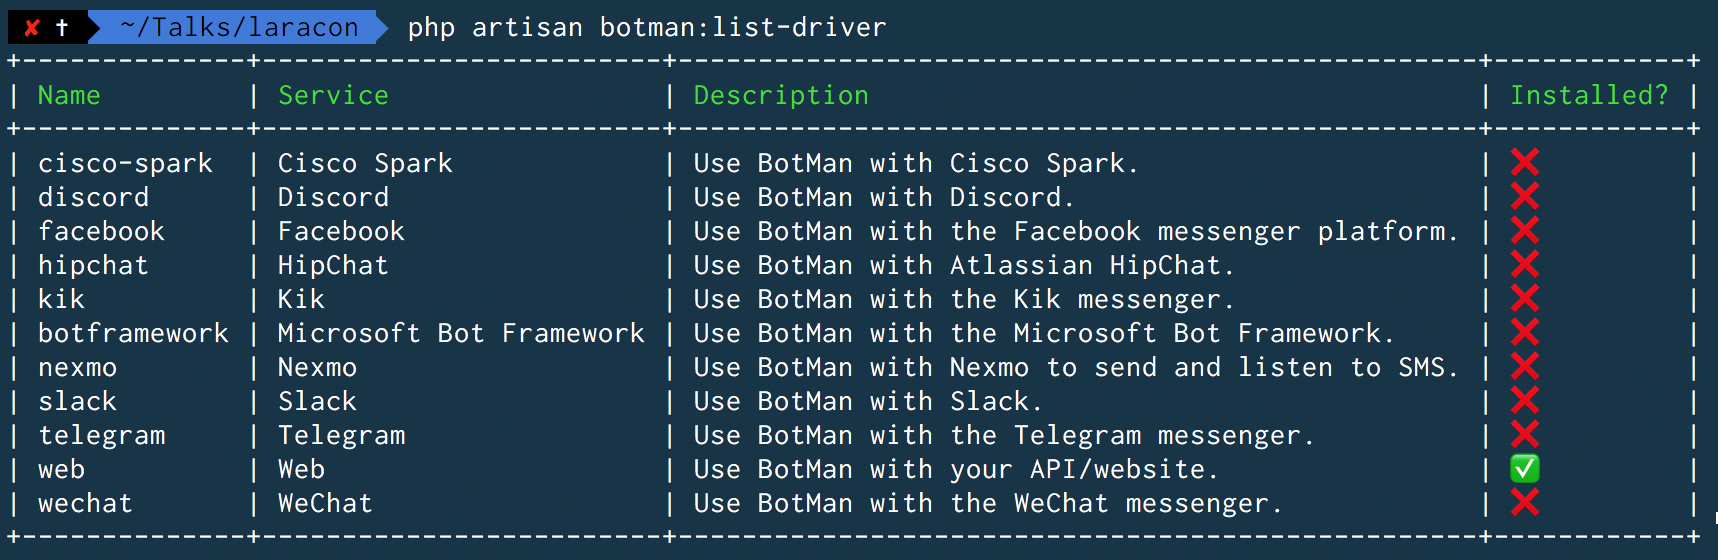 ✘ † ~/Talks/laracon php artisan botman:list-driver
+--------------+-------------------------+--------------------------------------------------+------------+
| Name | Service | Description | Installed? |
+--------------+-------------------------+--------------------------------------------------+------------+
| cisco-spark | Cisco Spark | Use BotMan with Cisco Spark. | ❌ |
| discord | Discord | Use BotMan with Discord. | ❌ |
| facebook | Facebook | Use BotMan with the Facebook messenger platform. | ❌ |
| hipchat | HipChat | Use BotMan with Atlassian HipChat. | ❌ |
| kik | Kik | Use BotMan with the Kik messenger. | ❌ |
| botframework | Microsoft Bot Framework | Use BotMan with the Microsoft Bot Framework. | ❌ |
| nexmo | Nexmo | Use BotMan with Nexmo to send and listen to SMS. | ❌ |
| slack | Slack | Use BotMan with Slack. | ❌ |
| telegram | Telegram | Use BotMan with the Telegram messenger. | ❌ |
| web | Web | Use BotMan with your API/website. | ✅ |
| wechat | WeChat | Use BotMan with the WeChat messenger. | ❌ |
+--------------+-------------------------+--------------------------------------------------+------------+